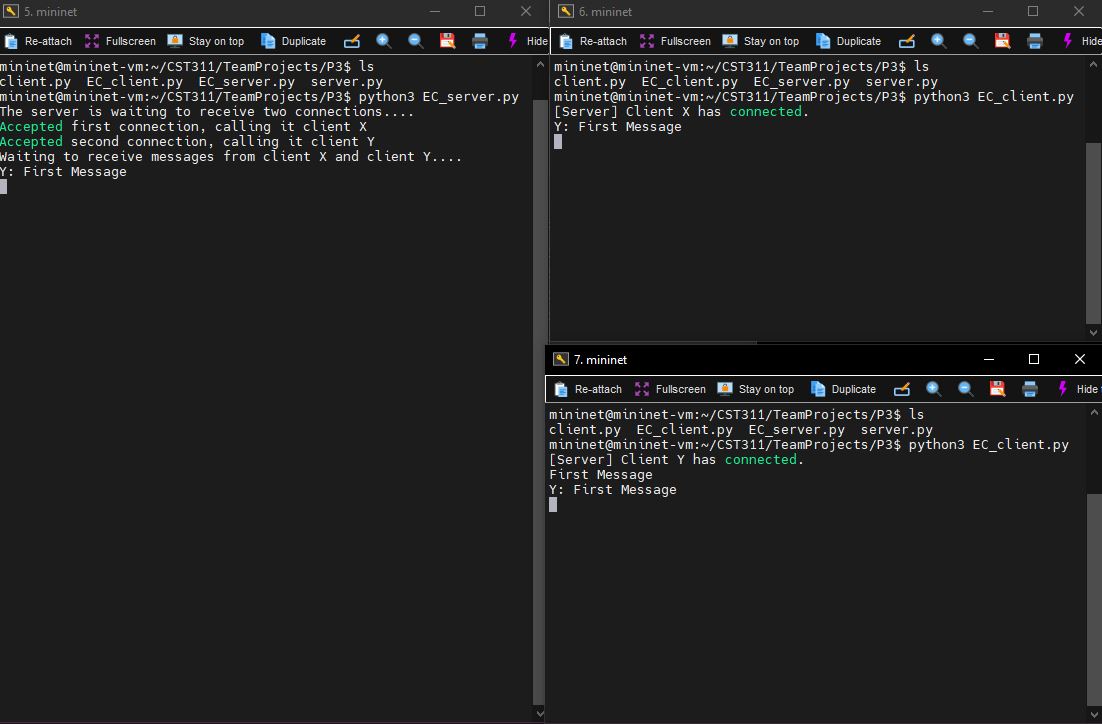 5. mininet
Re-attach Fullscreen Stay on top Duplicate Hide
mininet@mininet-vm:~/CST311/TeamProjects/P3$ ls
client.py  EC_client.py  EC_server.py  server.py
mininet@mininet-vm:~/CST311/TeamProjects/P3$ python3 EC_server.py
The server is waiting to receive two connections....
Accepted first connection, calling it client X
Accepted second connection, calling it client Y
Waiting to receive messages from client X and client Y....
Y: First Message
6. mininet
Re-attach Fullscreen Stay on top Duplicate Hide
mininet@mininet-vm:~/CST311/TeamProjects/P3$ ls
client.py  EC_client.py  EC_server.py  server.py
mininet@mininet-vm:~/CST311/TeamProjects/P3$ python3 EC_client.py
[Server] Client X has connected.
Y: First Message
7. mininet
Re-attach Fullscreen Stay on top Duplicate Hide
mininet@mininet-vm:~/CST311/TeamProjects/P3$ ls
client.py  EC_client.py  EC_server.py  server.py
mininet@mininet-vm:~/CST311/TeamProjects/P3$ python3 EC_client.py
[Server] Client Y has connected.
First Message
Y: First Message